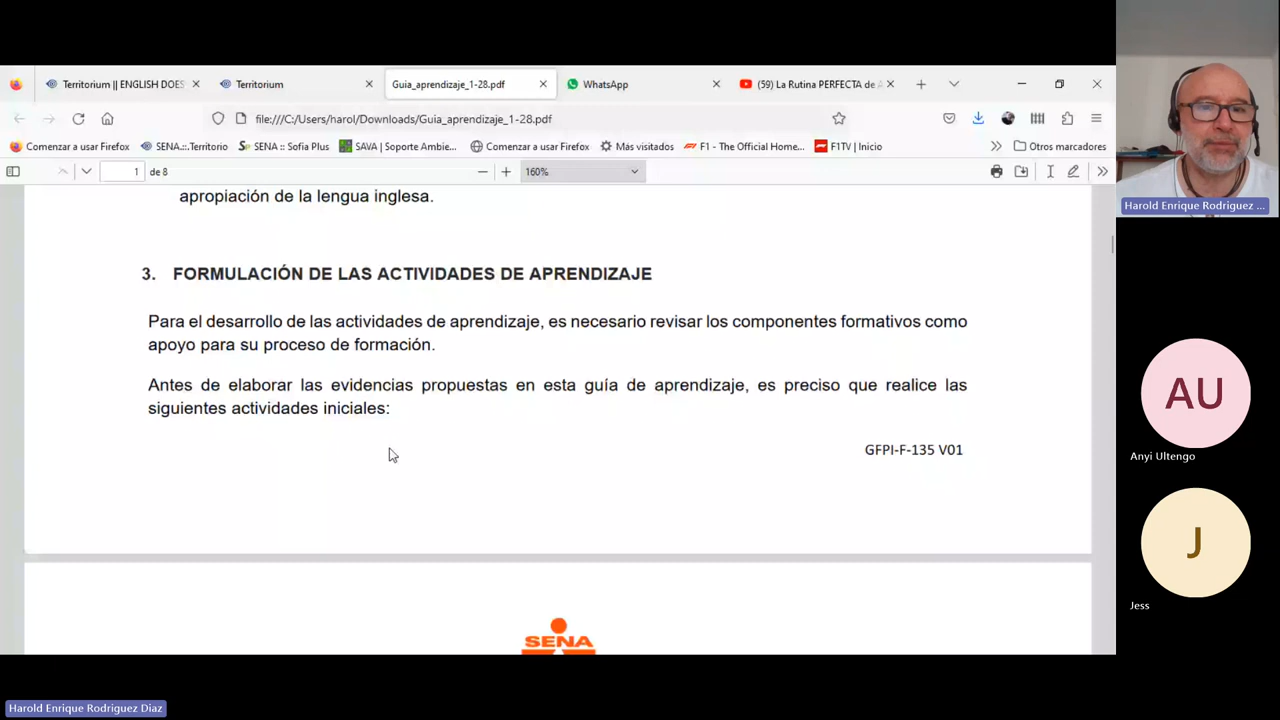 Territorium || ENGLISH DOES
Territorium
Guia_aprendizaje_1-28.pdf
WhatsApp
(59) La Rutina PERFECTA de
file:///C:/Users/harol/Downloads/Guia_aprendizaje_1-28.pdf
Comenzar a usar Firefox
SENA.::.Territorio
SENA :: Sofia Plus
SAVA | Soporte Ambie...
Comenzar a usar Firefox
Más visitados
F1 - The Official Home...
F1TV | Inicio
Otros marcadores
1 de 8
160%
apropiación de la lengua inglesa.
3. FORMULACIÓN DE LAS ACTIVIDADES DE APRENDIZAJE
Para el desarrollo de las actividades de aprendizaje, es necesario revisar los componentes formativos como
apoyo para su proceso de formación.
Antes de elaborar las evidencias propuestas en esta guía de aprendizaje, es preciso que realice las
siguientes actividades iniciales:
GFPI-F-135 V01
SENA
Harold Enrique Rodriguez ...
AU
Anyi Ultengo
J
Jess
Harold Enrique Rodriguez Diaz